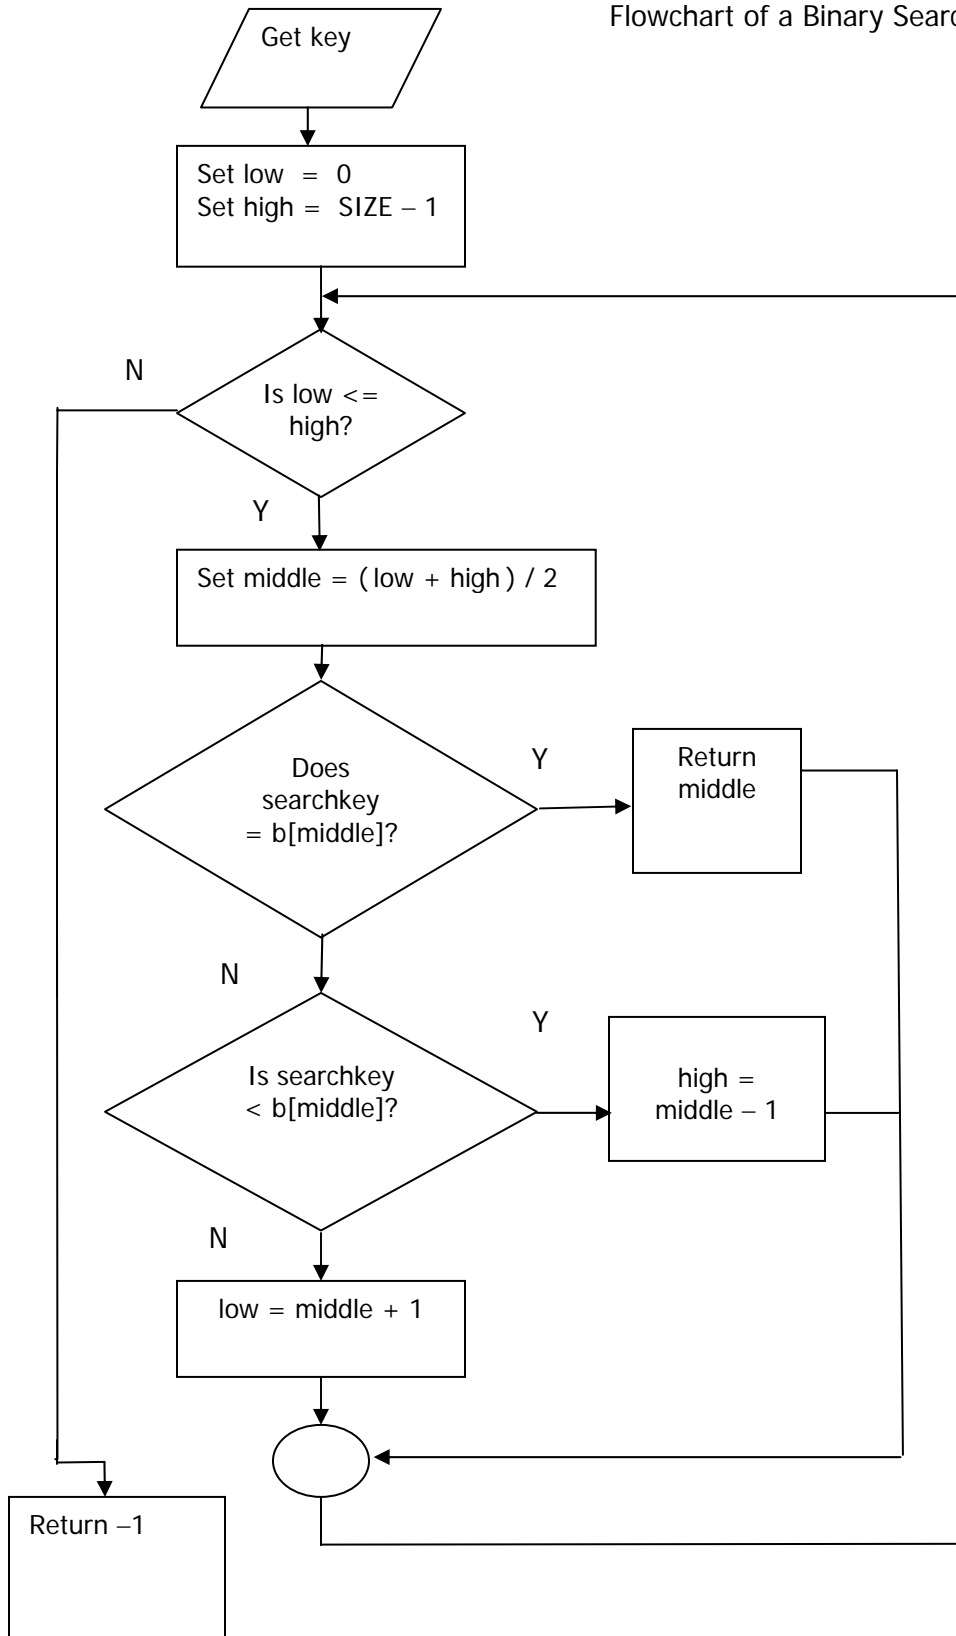 Flowchart of a Binary Searc
Get key
Set low = 0
Set high = SIZE – 1
N
Is low <=
high?
Y
Set middle = (low + high) / 2
Does
searchkey
= b[middle]?
Y
Return
middle
N
Is searchkey
< b[middle]?
Y
high =
middle – 1
N
low = middle + 1
Return –1